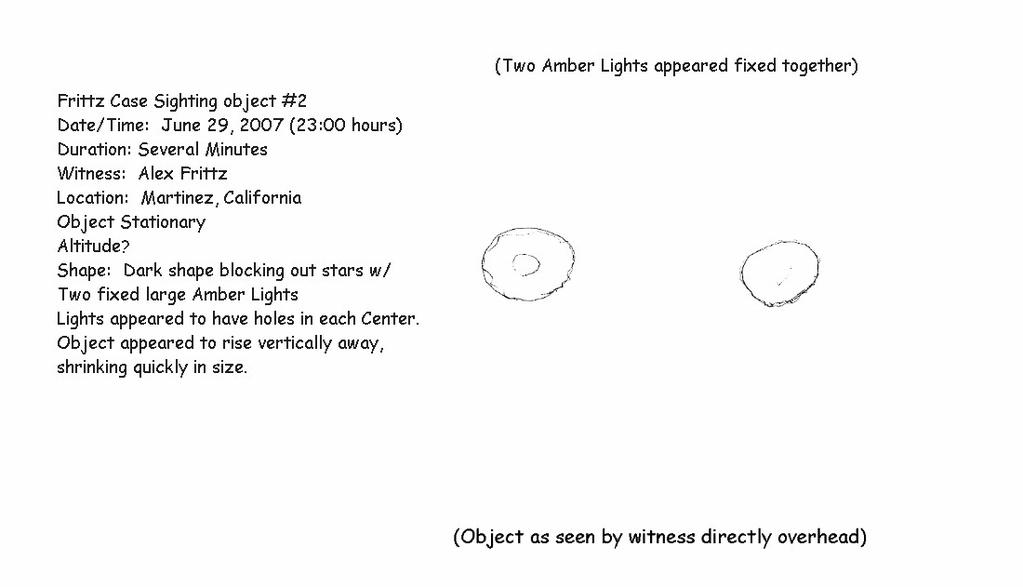 (Two Amber Lights appeared fixed together)
Frittz Case Sighting object #2
Date/Time:  June 29, 2007 (23:00 hours)
Duration: Several Minutes
Witness:  Alex Frittz
Location:  Martinez, California
Object Stationary
Altitude?
Shape:  Dark shape blocking out stars w/
Two fixed large Amber Lights
Lights appeared to have holes in each Center.
Object appeared to rise vertically away,
shrinking quickly in size.
(Object as seen by witness directly overhead)